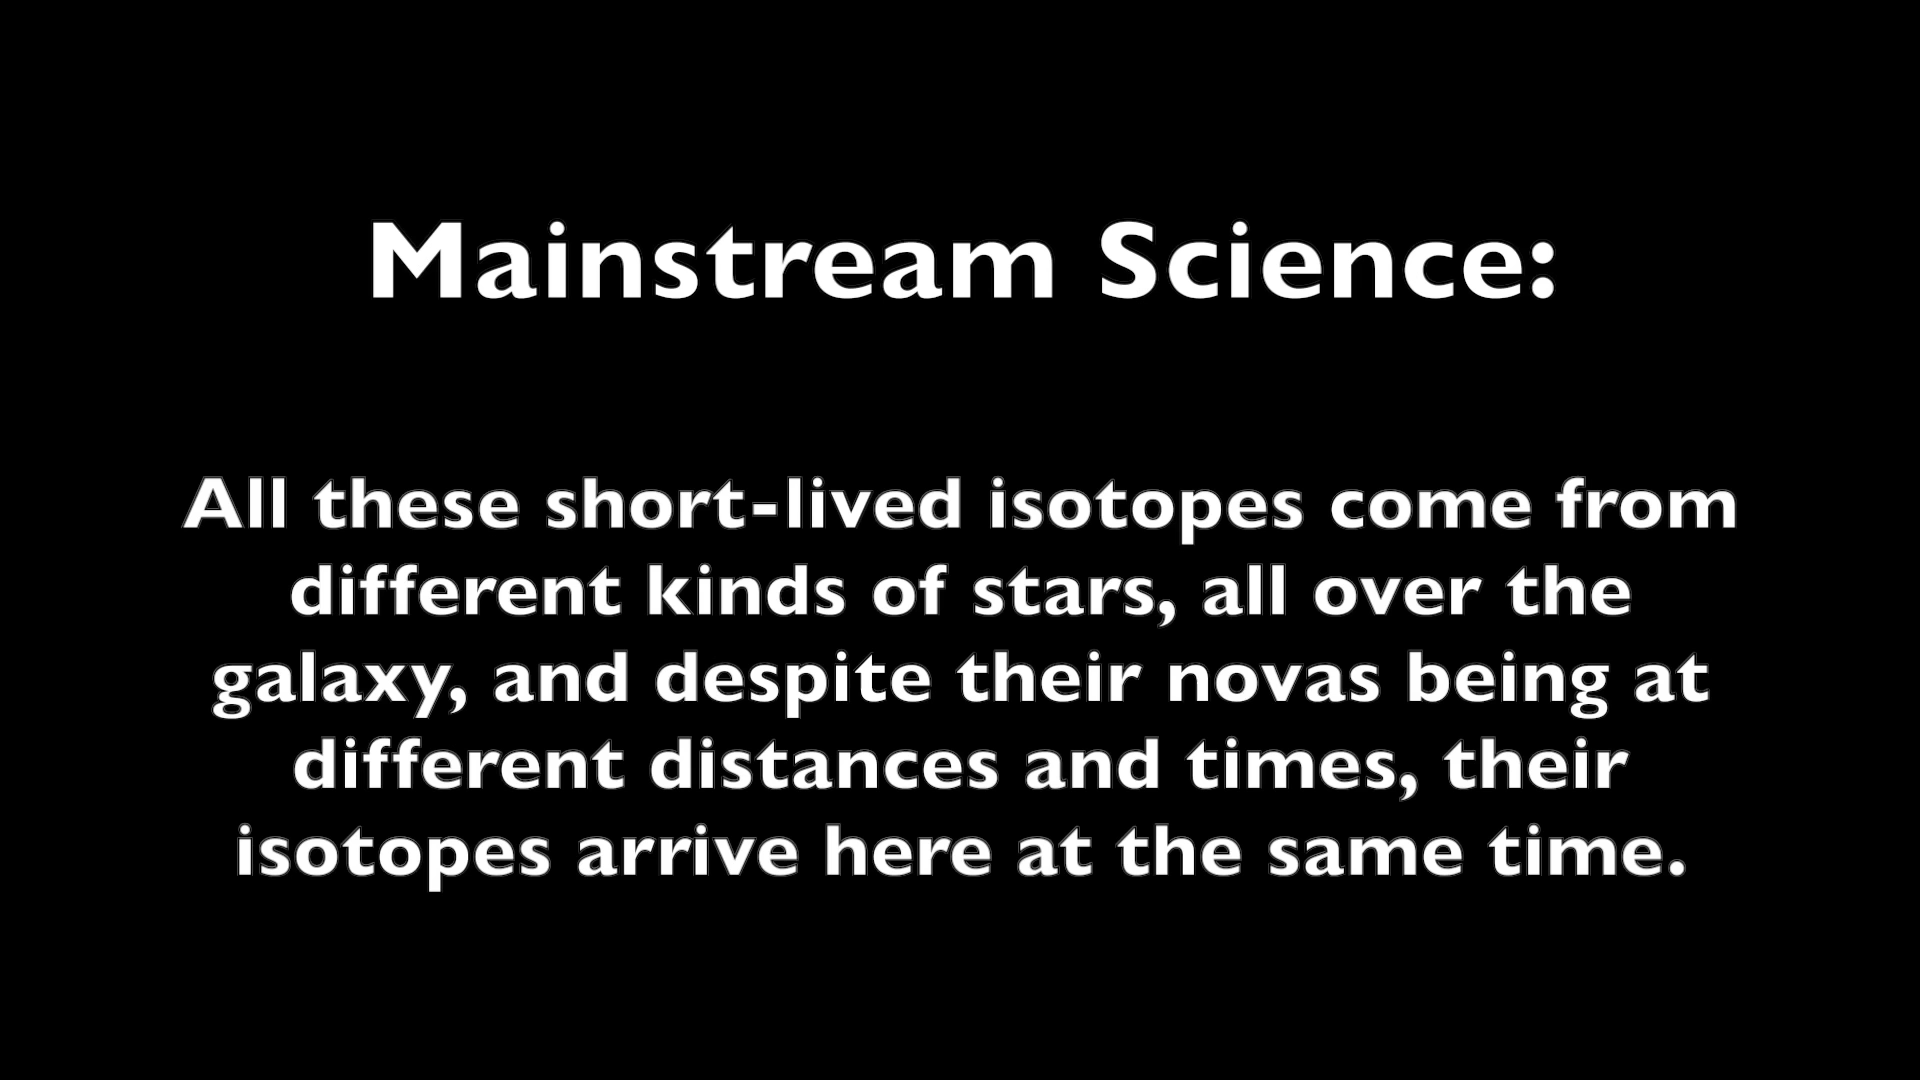 Mainstream Science:
All these short-lived isotopes come from
different kinds of stars, all over the
galaxy, and despite their novas being at
different distances and times, their
isotopes arrive here at the same time.